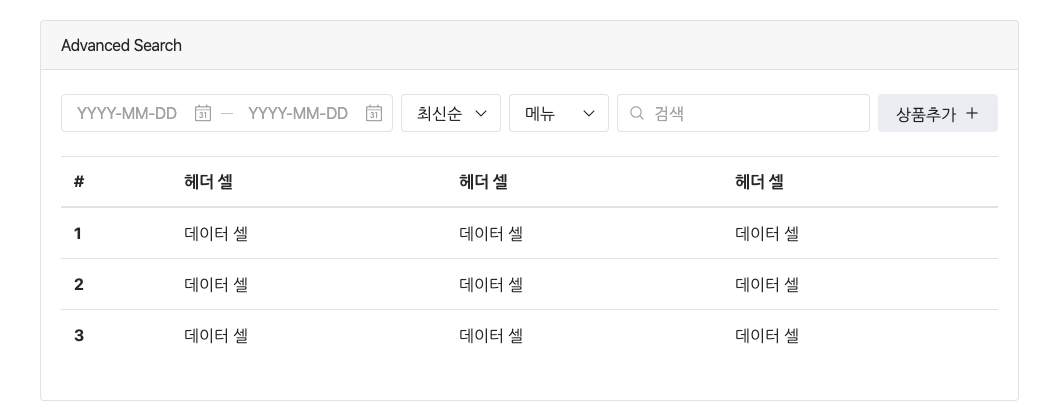 Advanced Search
YYYY-MM-DD 31 — YYYY-MM-DD 31 최신순 메뉴 검색 상품추가 +
# 헤더 셀 헤더 셀 헤더 셀
1 데이터 셀 데이터 셀 데이터 셀
2 데이터 셀 데이터 셀 데이터 셀
3 데이터 셀 데이터 셀 데이터 셀